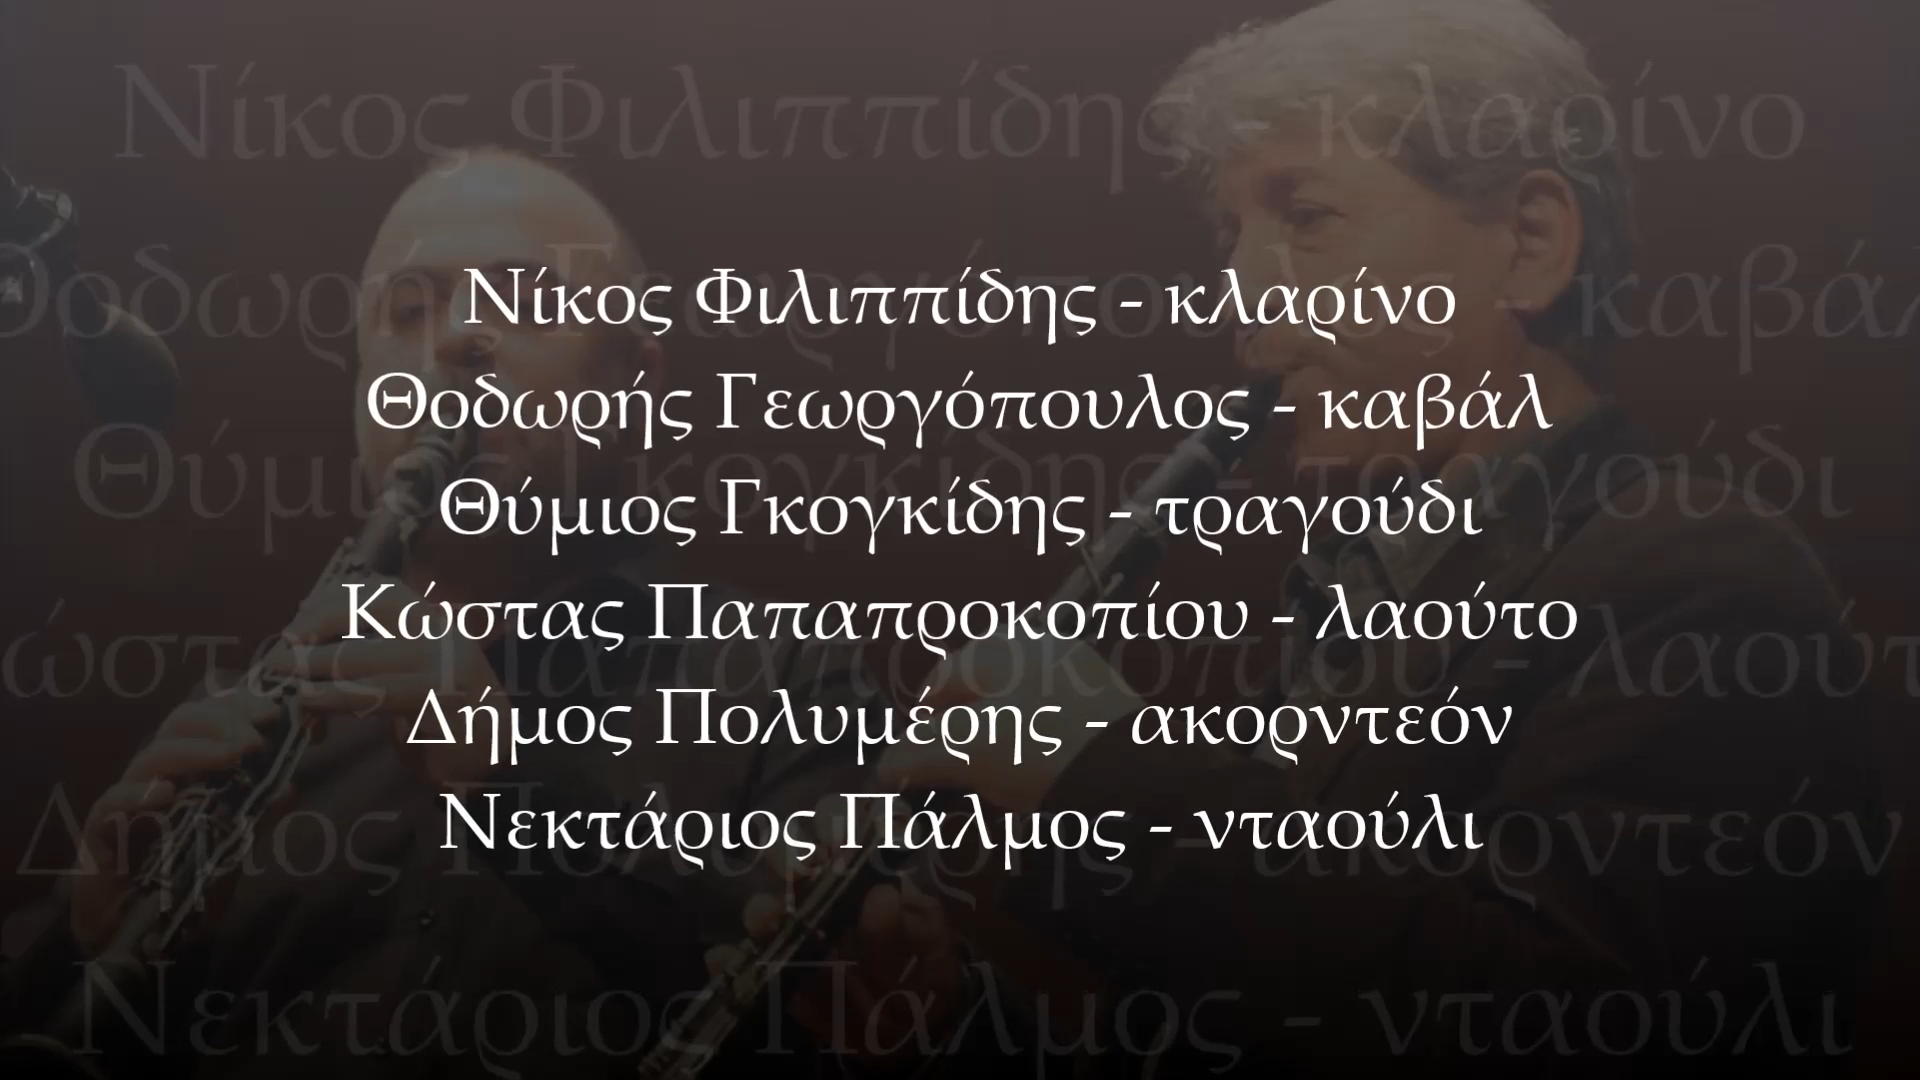 Νίκος Φιλιππίδης - κλαρίνο
Θοδωρής Γεωργόπουλος - καβάλ
Θύμιος Γκογκίδης - τραγούδι
Κώστας Παπαπροκοπίου - λαούτο
Δήμος Πολυμέρης - ακορντεόν
Νεκτάριος Πάλμος - νταούλι